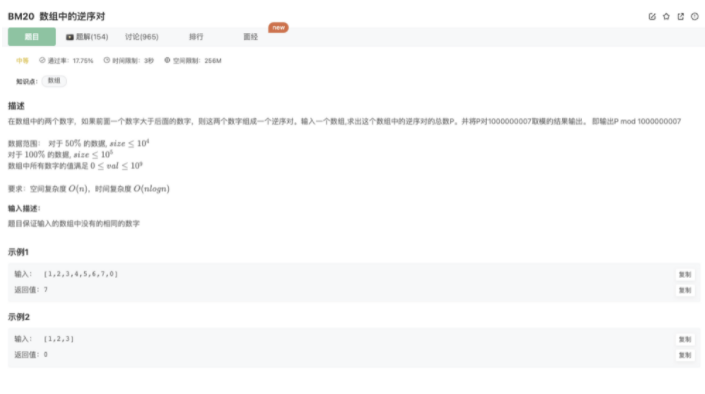 BM20 数组中的逆序对
题目 题解(154) 讨论(965) 排行 面经 new
中等 通过率：17.75% 时间限制：3秒 空间限制：256M
知识点： 数组
描述
在数组中的两个数字，如果前面一个数字大于后面的数字，则这两个数字组成一个逆序对。输入一个数组,求出这个数组中的逆序对的总数P。并将P对1000000007取模的结果输出。 即输出P mod 1000000007
数据范围： 对于 50% 的数据, size ≤ 10⁴
对于 100% 的数据, size ≤ 10⁵
数组中所有数字的值满足 0 ≤ val ≤ 10⁹
要求：空间复杂度 O(n)，时间复杂度 O(nlogn)
输入描述：
题目保证输入的数组中没有的相同的数字
示例1
输入： [1,2,3,4,5,6,7,0] 复制
返回值：7 复制
示例2
输入： [1,2,3] 复制
返回值：0 复制